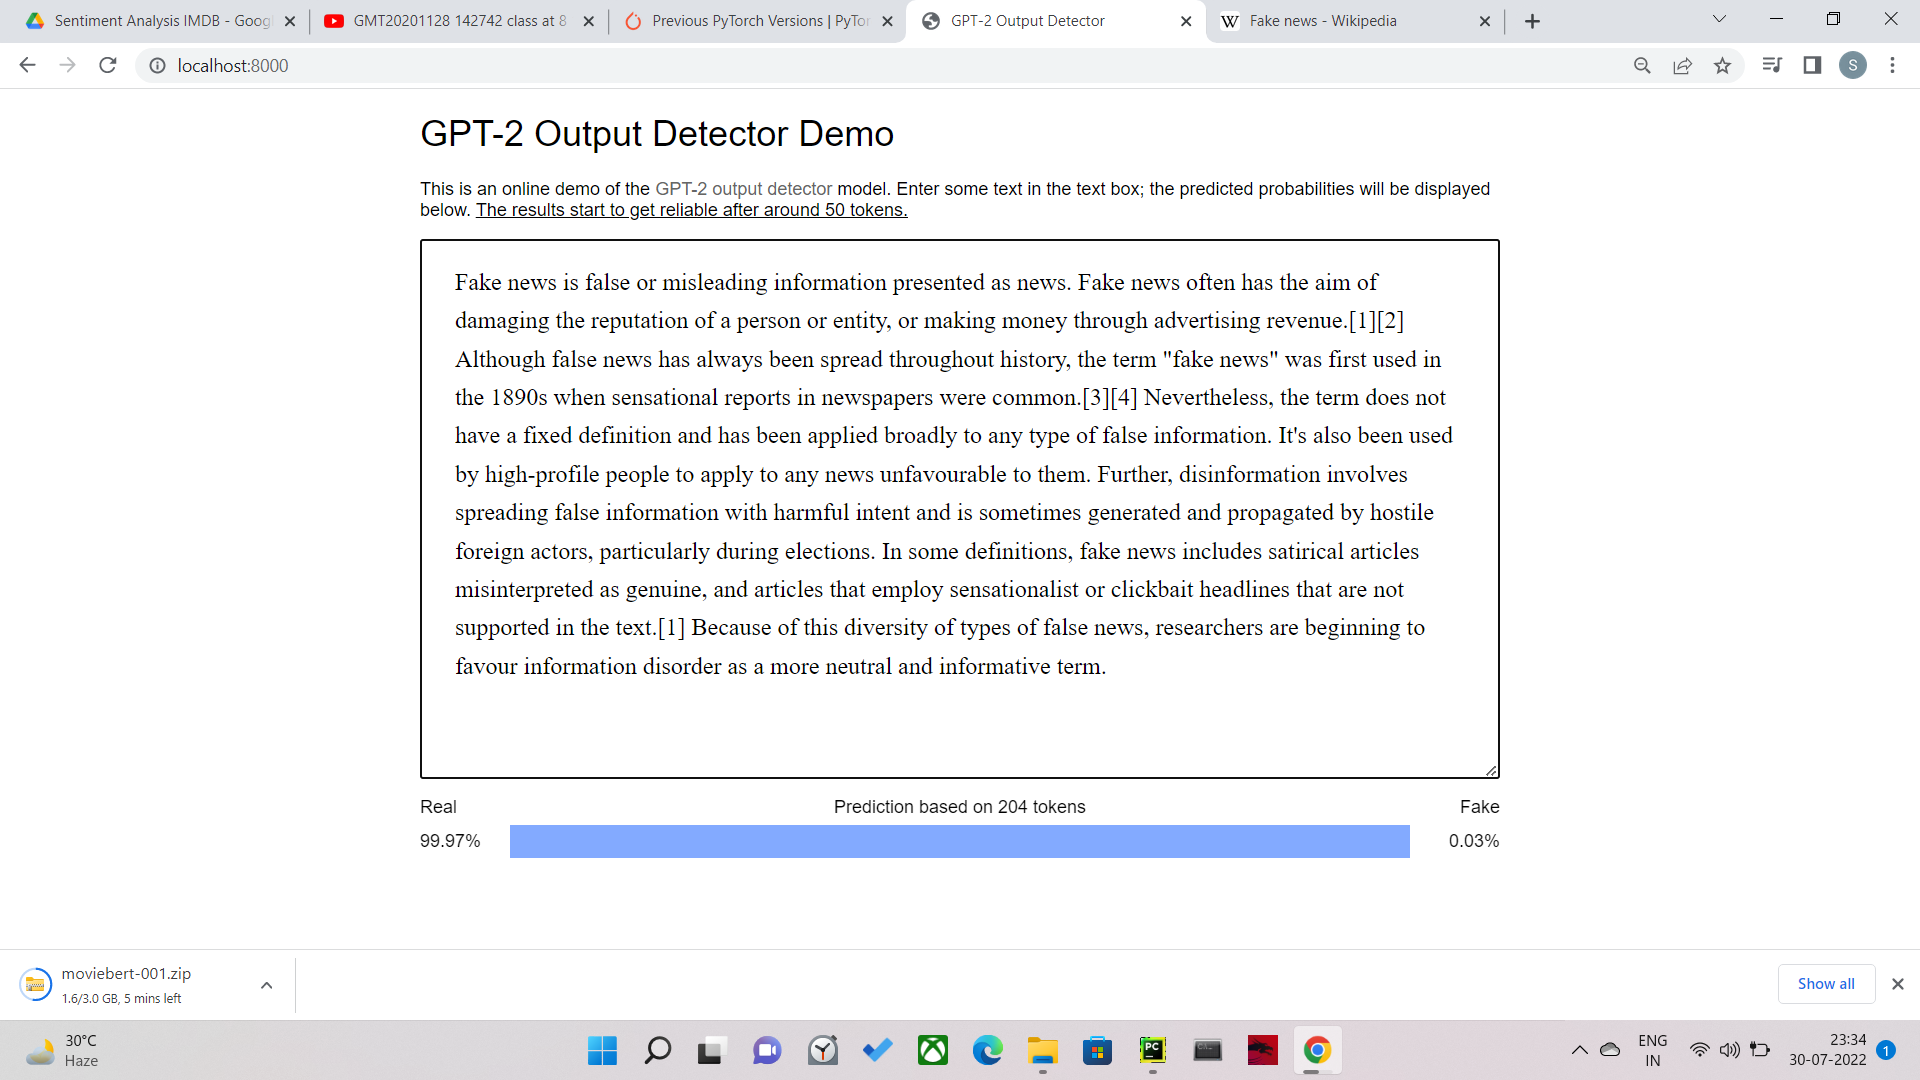 Sentiment Analysis IMDB - Goog
GMT20201128 142742 class at 8
Previous PyTorch Versions | PyTor
GPT-2 Output Detector
W Fake news - Wikipedia
localhost:8000
S
GPT-2 Output Detector Demo
This is an online demo of the GPT-2 output detector model. Enter some text in the text box; the predicted probabilities will be displayed
below. The results start to get reliable after around 50 tokens.
Fake news is false or misleading information presented as news. Fake news often has the aim of
damaging the reputation of a person or entity, or making money through advertising revenue.[1][2]
Although false news has always been spread throughout history, the term "fake news" was first used in
the 1890s when sensational reports in newspapers were common.[3][4] Nevertheless, the term does not
have a fixed definition and has been applied broadly to any type of false information. It's also been used
by high-profile people to apply to any news unfavourable to them. Further, disinformation involves
spreading false information with harmful intent and is sometimes generated and propagated by hostile
foreign actors, particularly during elections. In some definitions, fake news includes satirical articles
misinterpreted as genuine, and articles that employ sensationalist or clickbait headlines that are not
supported in the text.[1] Because of this diversity of types of false news, researchers are beginning to
favour information disorder as a more neutral and informative term.
Real Prediction based on 204 tokens Fake
99.97% 0.03%
moviebert-001.zip
1.6/3.0 GB, 5 mins left
Show all
30°C
Haze
PC
ENG
IN
23:34
30-07-2022
1